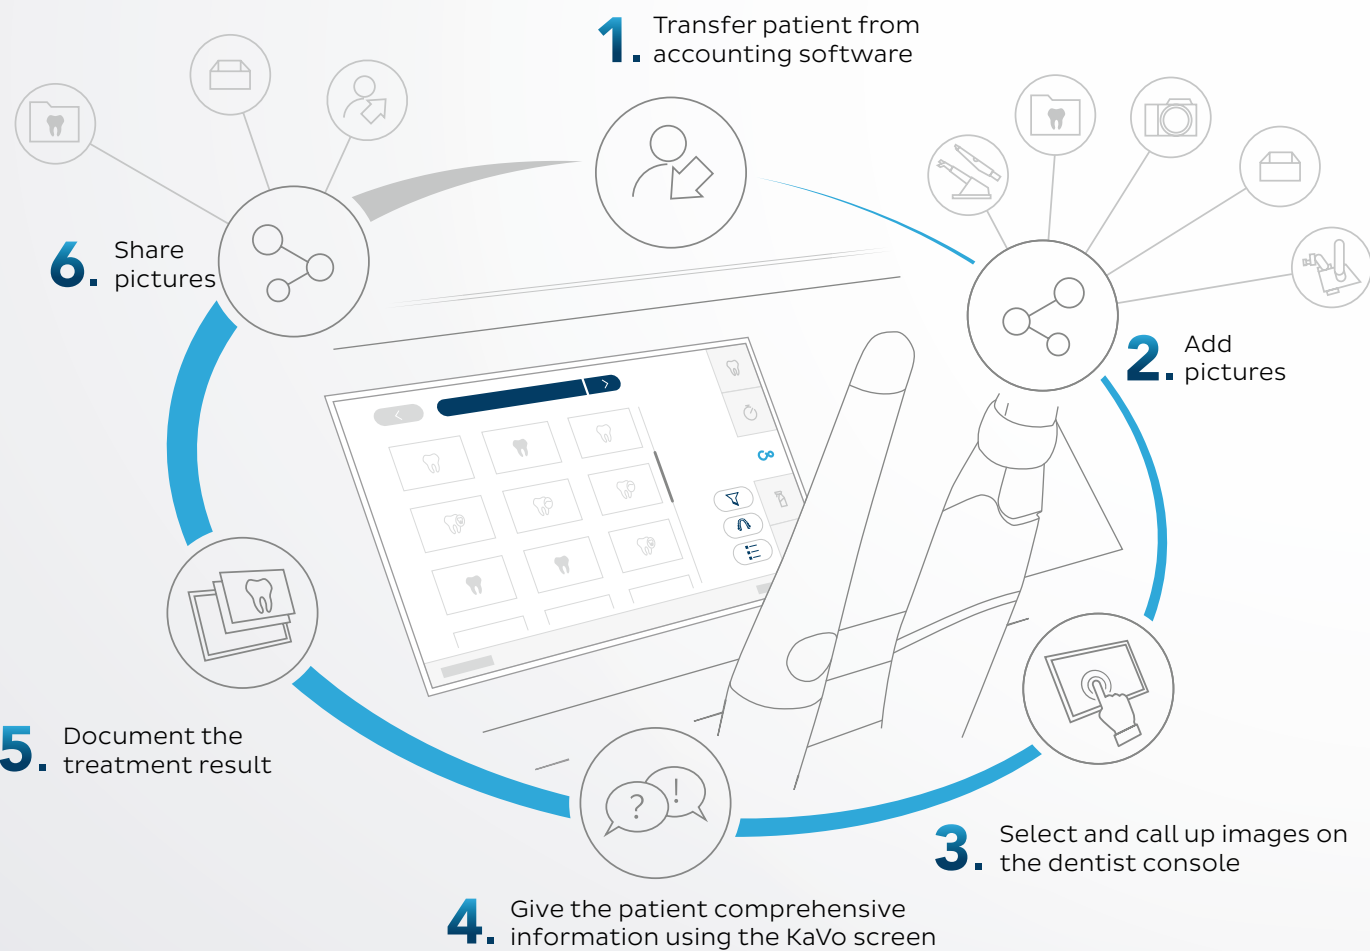 1. Transfer patient from
accounting software
2. Add
pictures
3. Select and call up images on
the dentist console
4. Give the patient comprehensive
information using the KaVo screen
5. Document the
treatment result
6. Share
pictures
? !